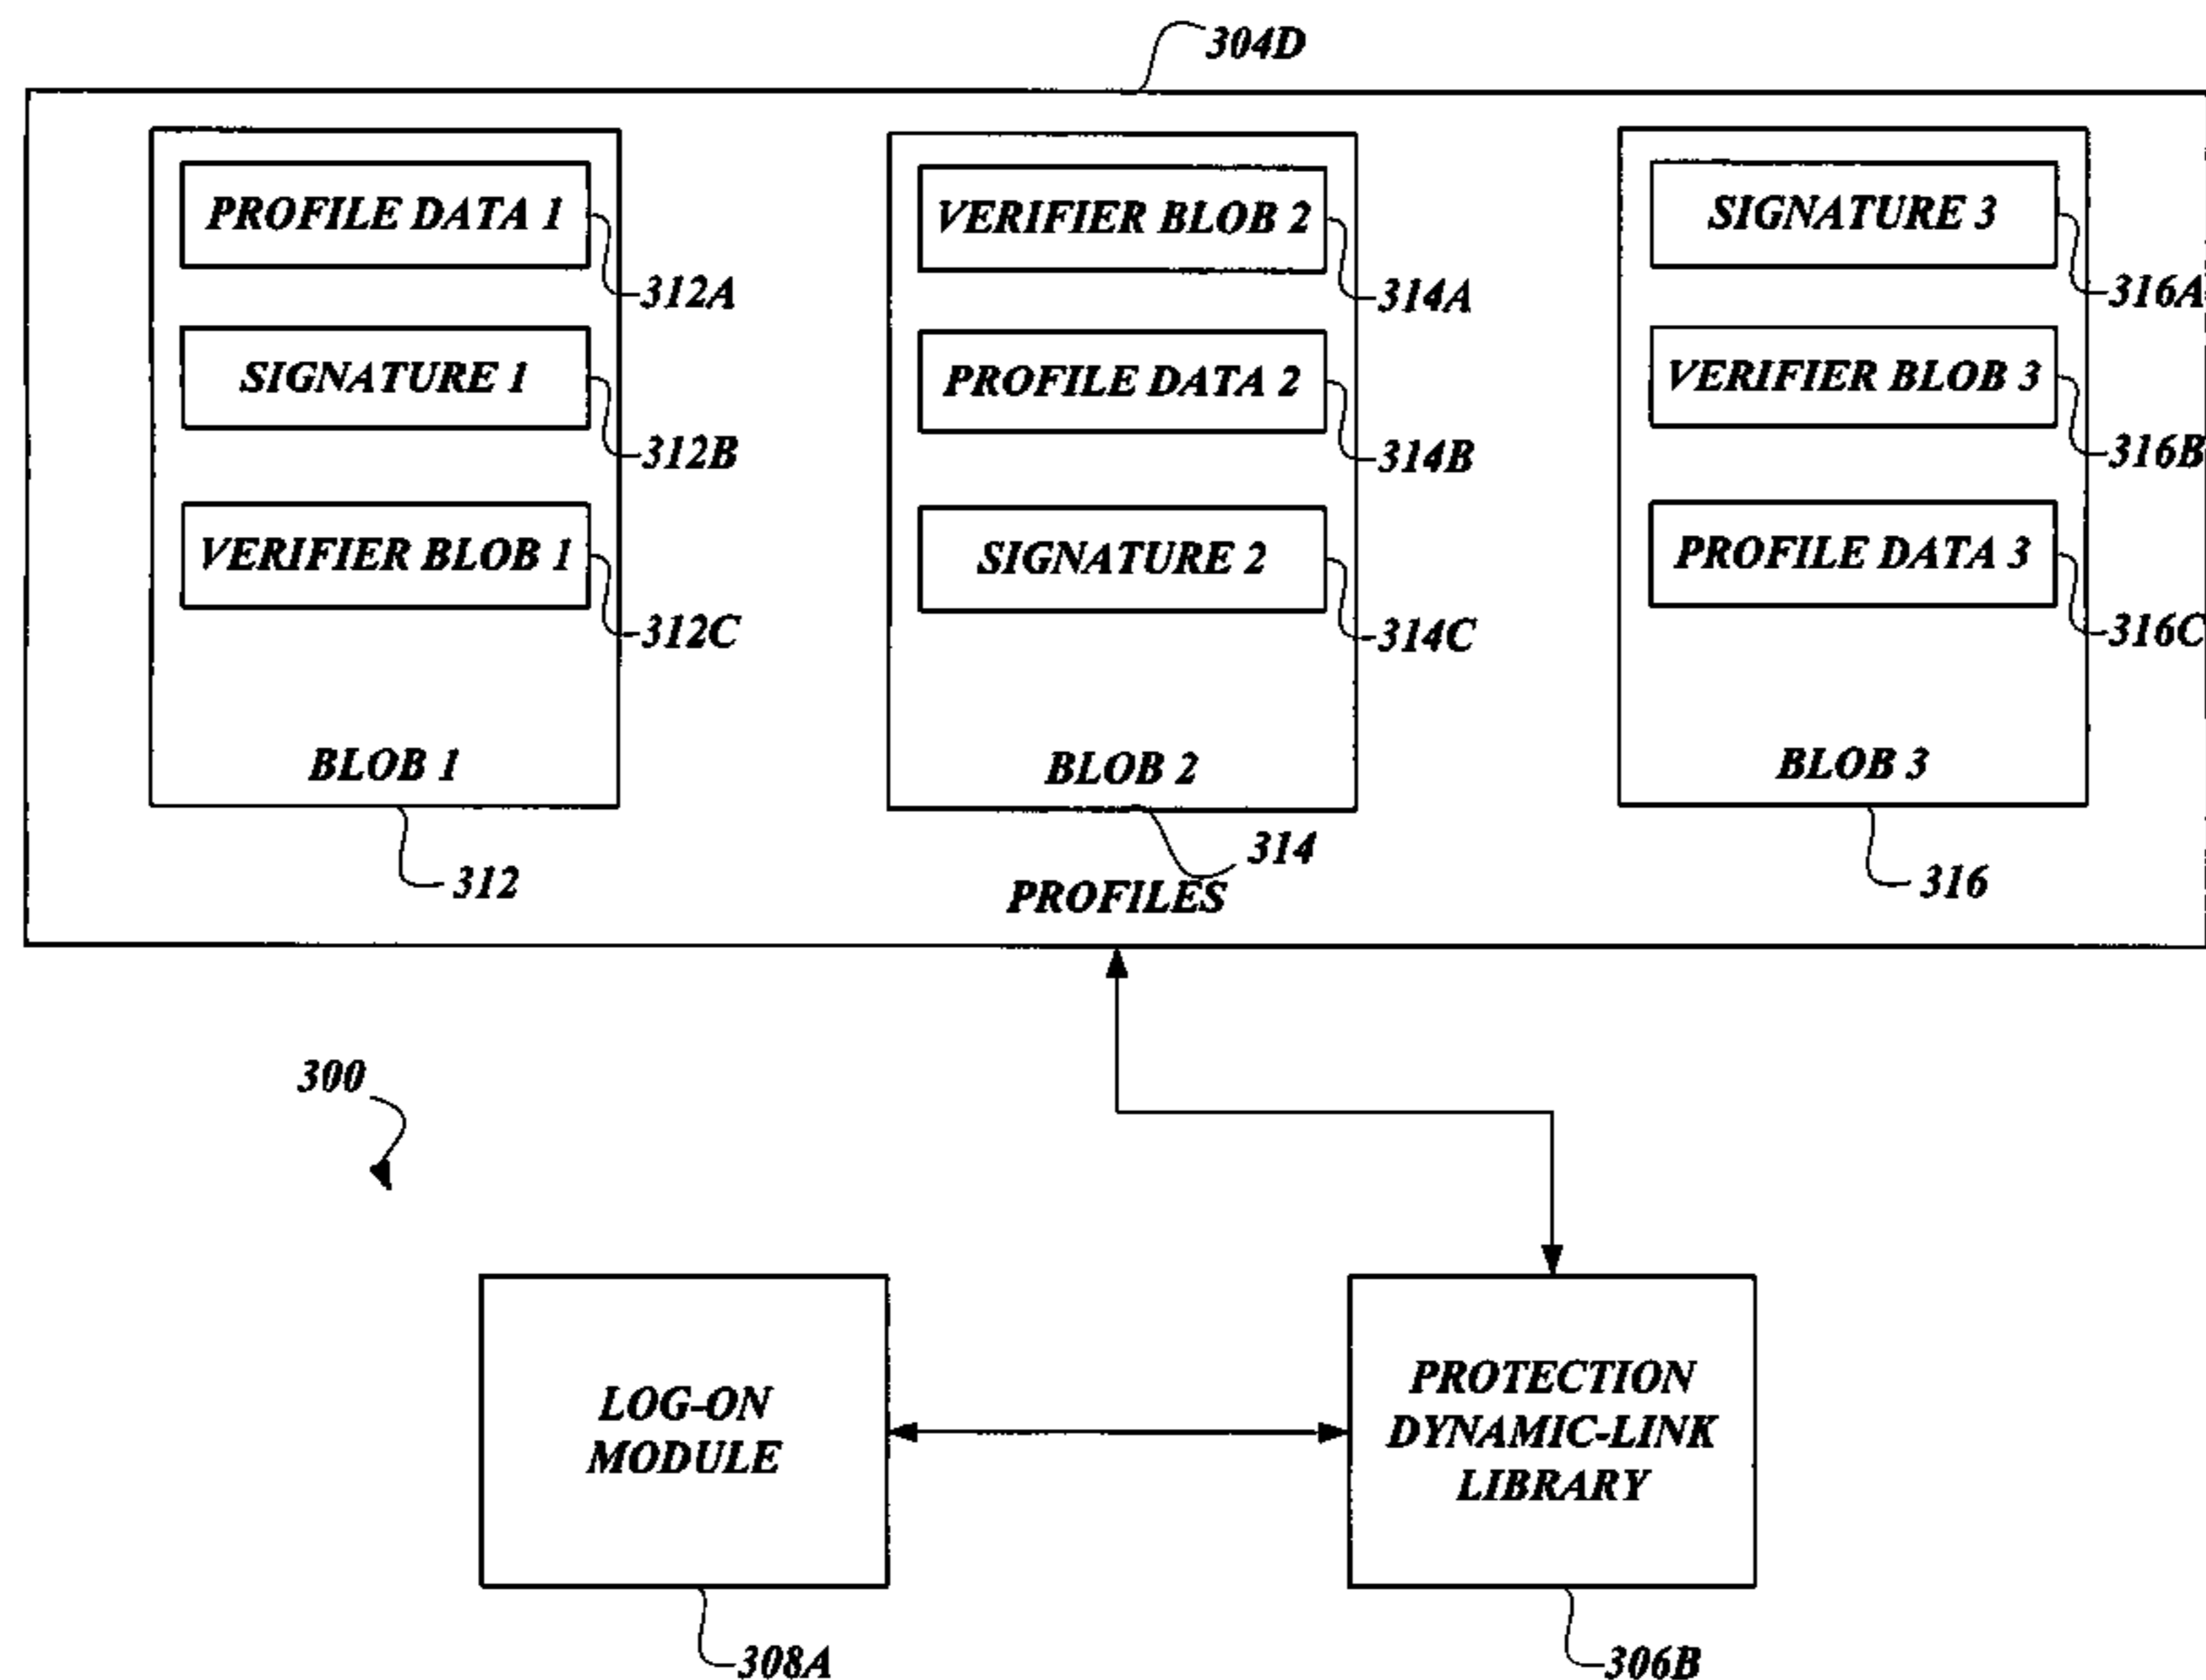 304D
PROFILE DATA 1
312A
SIGNATURE 1
312B
VERIFIER BLOB 1
312C
BLOB 1
312
VERIFIER BLOB 2
314A
PROFILE DATA 2
314B
SIGNATURE 2
314C
BLOB 2
314
SIGNATURE 3
316A
VERIFIER BLOB 3
316B
PROFILE DATA 3
316C
BLOB 3
316
PROFILES
300
LOG-ON
MODULE
308A
PROTECTION
DYNAMIC-LINK
LIBRARY
306B